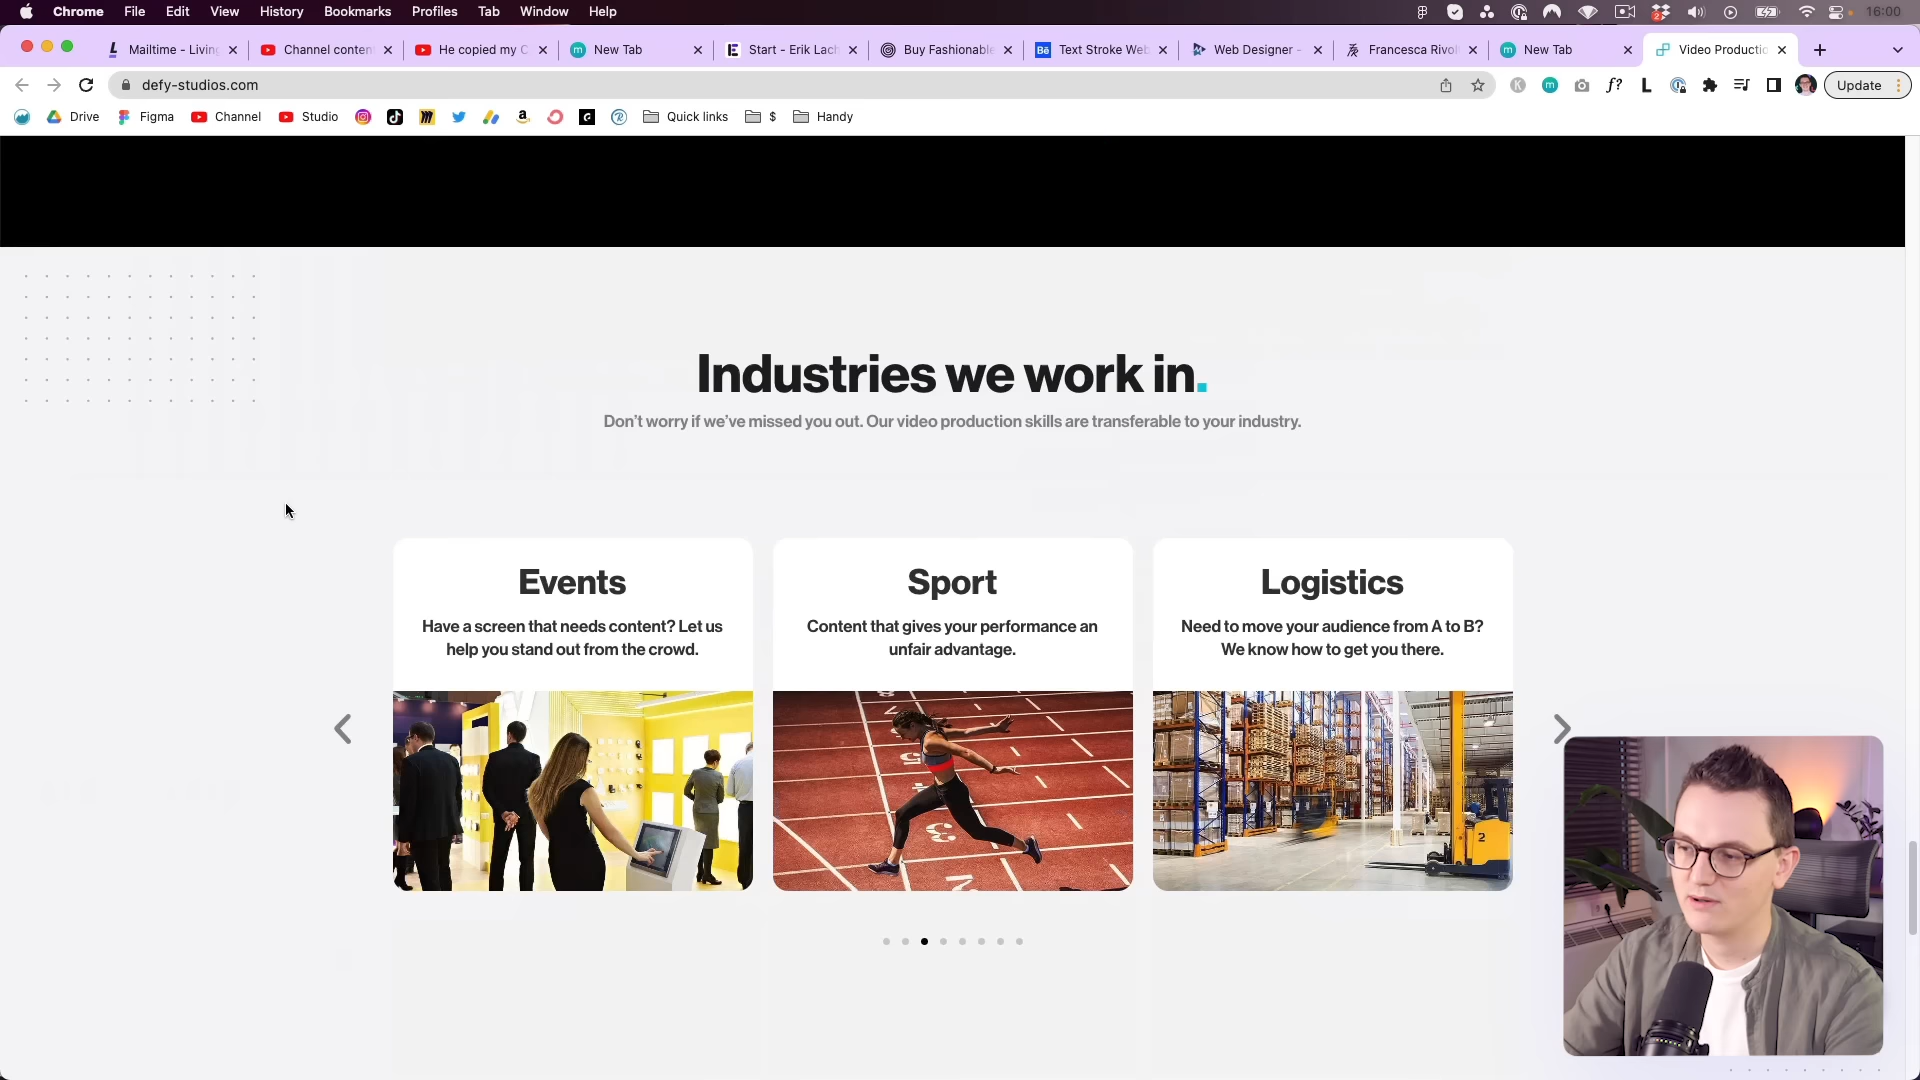 Chrome File Edit View History Bookmarks Profiles Tab Window Help 16:00
Mailtime - Living YouTube Channel conten He copied my C New Tab Start - Erik Lach Buy Fashionable Text Stroke Web Web Designer - Francesca Rivol New Tab Video Productio
defy-studios.com Update
Drive Figma Channel Studio Quick links $ Handy
Industries we work in.
Don't worry if we've missed you out. Our video production skills are transferable to your industry.
Events
Have a screen that needs content? Let us
help you stand out from the crowd.
Sport
Content that gives your performance an
unfair advantage.
Logistics
Need to move your audience from A to B?
We know how to get you there.